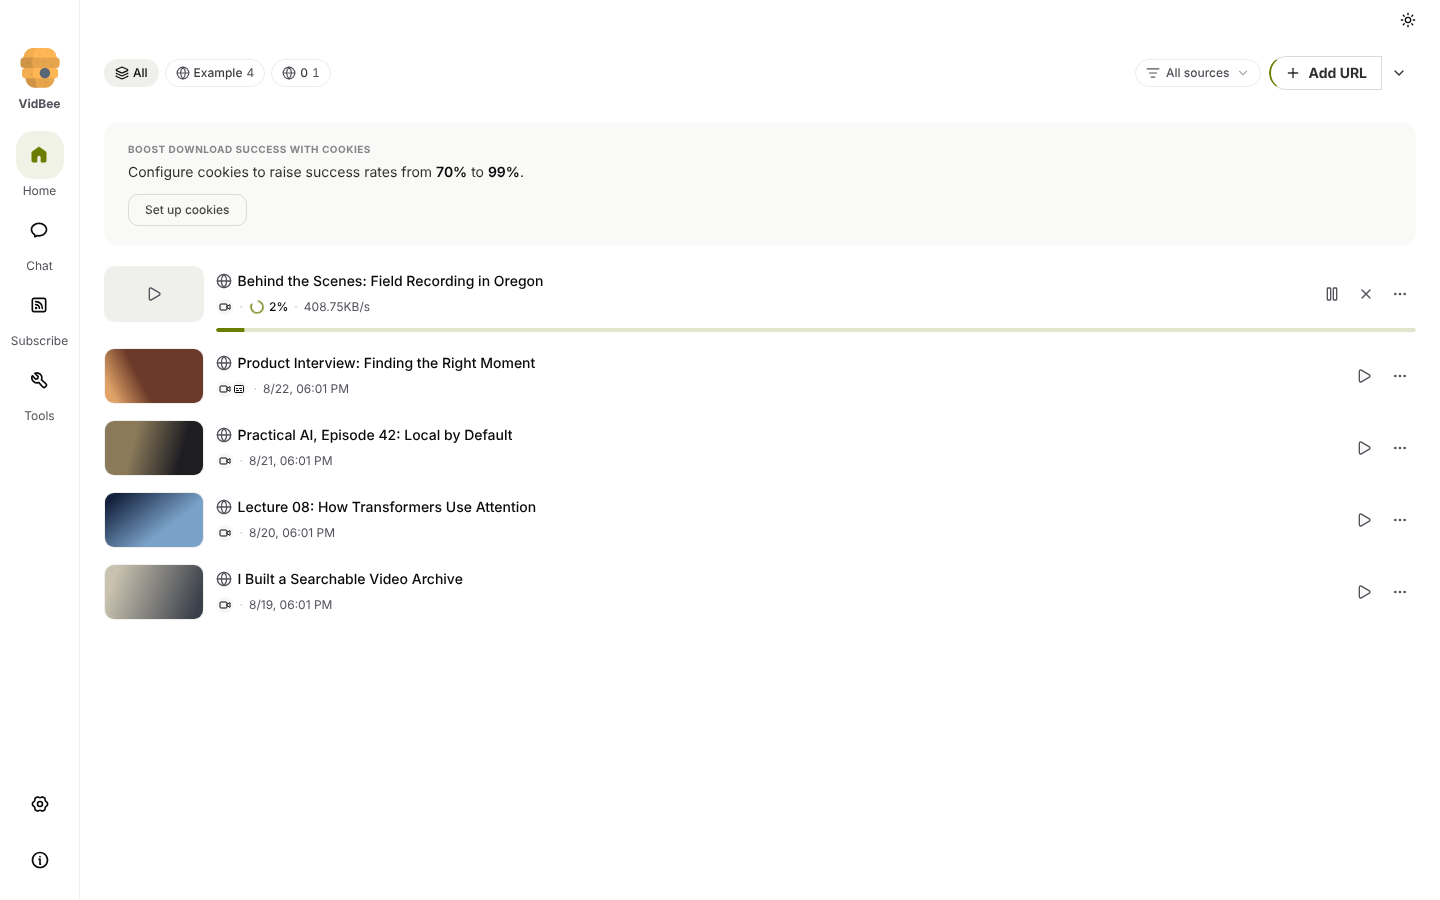 VidBee
Home
Chat
Subscribe
Tools
All
Example 4
0 1
All sources
Add URL
BOOST DOWNLOAD SUCCESS WITH COOKIES
Configure cookies to raise success rates from 70% to 99%.
Set up cookies
Behind the Scenes: Field Recording in Oregon
· 2% · 408.75KB/s
Product Interview: Finding the Right Moment
· 8/22, 06:01 PM
Practical AI, Episode 42: Local by Default
· 8/21, 06:01 PM
Lecture 08: How Transformers Use Attention
· 8/20, 06:01 PM
I Built a Searchable Video Archive
· 8/19, 06:01 PM